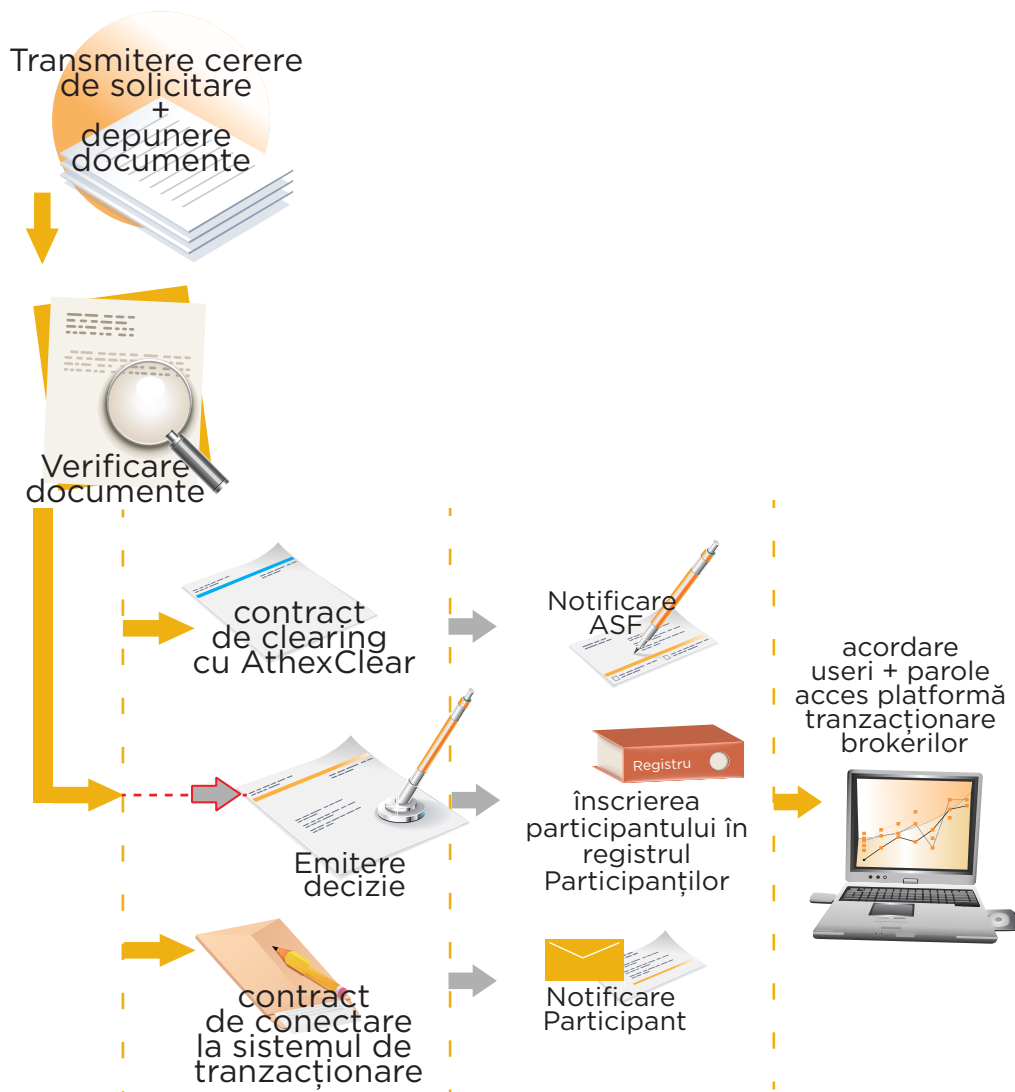 Transmitere cerere
de solicitare
+
depunere
documente
Verificare
documente
contract
de clearing
cu AthexClear
Notificare
ASF
acordare
useri + parole
acces platformă
tranzacționare
brokerilor
Registru
Emitere
decizie
înscrierea
participantului în
registrul
Participanților
contract
de conectare
la sistemul de
tranzacționare
Notificare
Participant